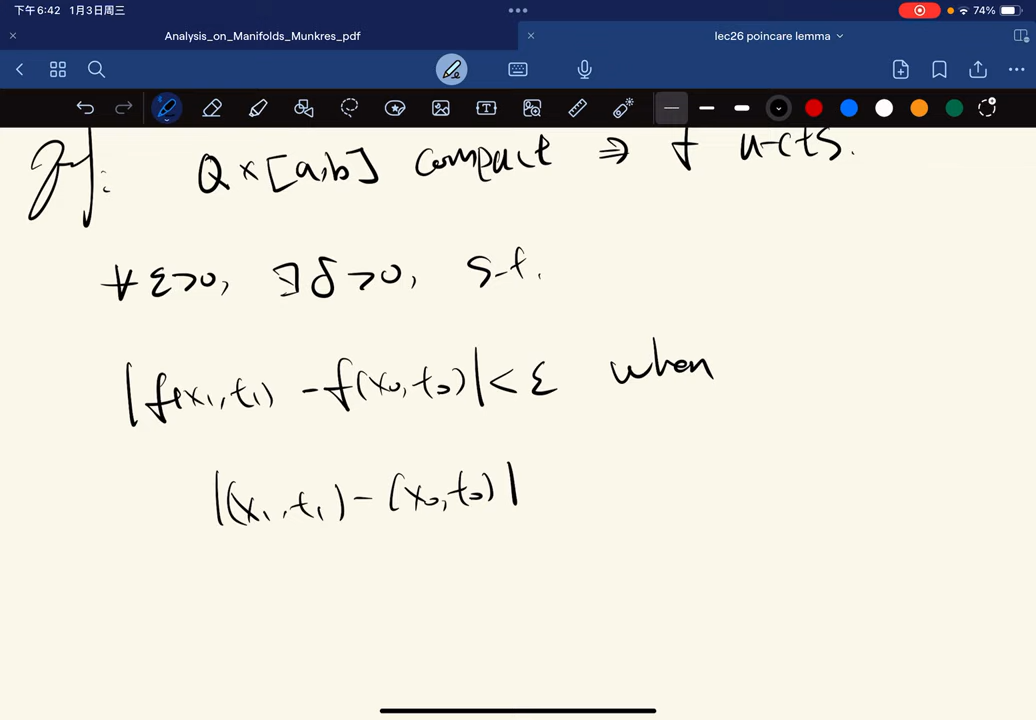 下午6:42 1月3日周三
74%
Analysis_on_Manifolds_Munkres_pdf
lec26 poincare lemma
pf: Q × [a,b] compact ⇒ f u-cts.
∀ ε>0, ∃ δ>0, s-t.
|f(x₁,t₁) - f(x₀,t₀)| < ε when
|(x₁,t₁) - (x₀,t₀)|